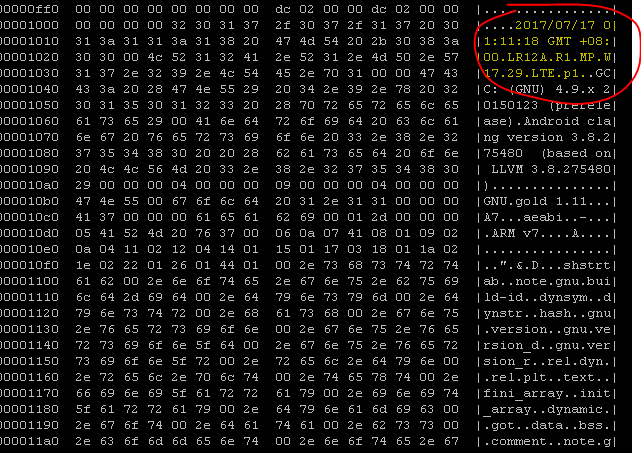 00000ff0 00 00 00 00 00 00 00 00 dc 02 00 00 dc 02 00 00 |................|
00001000 00 00 00 00 32 30 31 37 2f 30 37 2f 31 37 20 30 |....2017/07/17 0|
00001010 31 3a 31 31 3a 31 38 20 47 4d 54 20 2b 30 38 3a |1:11:18 GMT +08:|
00001020 30 30 00 4c 52 31 32 41 2e 52 31 2e 4d 50 2e 57 |00.LR12A.R1.MP.W|
00001030 31 37 2e 32 39 2e 4c 54 45 2e 70 31 00 00 47 43 |17.29.LTE.p1..GC|
00001040 43 3a 20 28 47 4e 55 29 20 34 2e 39 2e 78 20 32 |C: (GNU) 4.9.x 2|
00001050 30 31 35 30 31 32 33 20 28 70 72 65 72 65 6c 65 |0150123 (prerele|
00001060 61 73 65 29 00 41 6e 64 72 6f 69 64 20 63 6c 61 |ase).Android cla|
00001070 6e 67 20 76 65 72 73 69 6f 6e 20 33 2e 38 2e 32 |ng version 3.8.2|
00001080 37 35 34 38 30 20 20 28 62 61 73 65 64 20 6f 6e |75480  (based on|
00001090 20 4c 4c 56 4d 20 33 2e 38 2e 32 37 35 34 38 30 | LLVM 3.8.275480|
000010a0 29 00 00 00 04 00 00 00 09 00 00 00 04 00 00 00 |)...............|
000010b0 47 4e 55 00 67 6f 6c 64 20 31 2e 31 31 00 00 00 |GNU.gold 1.11...|
000010c0 41 37 00 00 00 61 65 61 62 69 00 01 2d 00 00 00 |A7...aeabi..-...|
000010d0 05 41 52 4d 20 76 37 00 06 0a 07 41 08 01 09 02 |.ARM v7....A....|
000010e0 0a 04 11 02 12 04 14 01 15 01 17 03 18 01 1a 02 |................|
000010f0 1e 02 22 01 26 01 44 01 00 2e 73 68 73 74 72 74 |..".&.D...shstrt|
00001100 61 62 00 2e 6e 6f 74 65 2e 67 6e 75 2e 62 75 69 |ab..note.gnu.bui|
00001110 6c 64 2d 69 64 00 2e 64 79 6e 73 79 6d 00 2e 64 |ld-id..dynsym..d|
00001120 79 6e 73 74 72 00 2e 68 61 73 68 00 2e 67 6e 75 |ynstr..hash..gnu|
00001130 2e 76 65 72 73 69 6f 6e 00 2e 67 6e 75 2e 76 65 |.version..gnu.ve|
00001140 72 73 69 6f 6e 5f 64 00 2e 67 6e 75 2e 76 65 72 |rsion_d..gnu.ver|
00001150 73 69 6f 6e 5f 72 00 2e 72 65 6c 2e 64 79 6e 00 |sion_r..rel.dyn.|
00001160 2e 72 65 6c 2e 70 6c 74 00 2e 74 65 78 74 00 2e |.rel.plt..text..|
00001170 66 69 6e 69 5f 61 72 72 61 79 00 2e 69 6e 69 74 |fini_array..init|
00001180 5f 61 72 72 61 79 00 2e 64 79 6e 61 6d 69 63 00 |_array..dynamic.|
00001190 2e 67 6f 74 00 2e 64 61 74 61 00 2e 62 73 73 00 |.got..data..bss.|
000011a0 2e 63 6f 6d 6d 65 6e 74 00 2e 6e 6f 74 65 2e 67 |.comment..note.g|